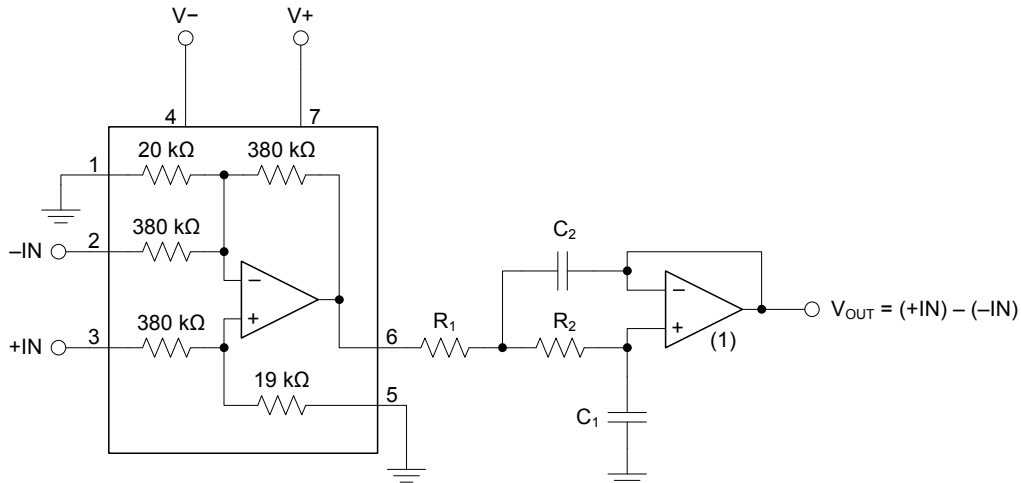 V− V+
4 7
20 kΩ 380 kΩ
1
380 kΩ
–IN 2
−
C2
−
380 kΩ
+
R1 R2
+
VOUT = (+IN) – (–IN)
+IN 3
6
(1)
19 kΩ
5
C1